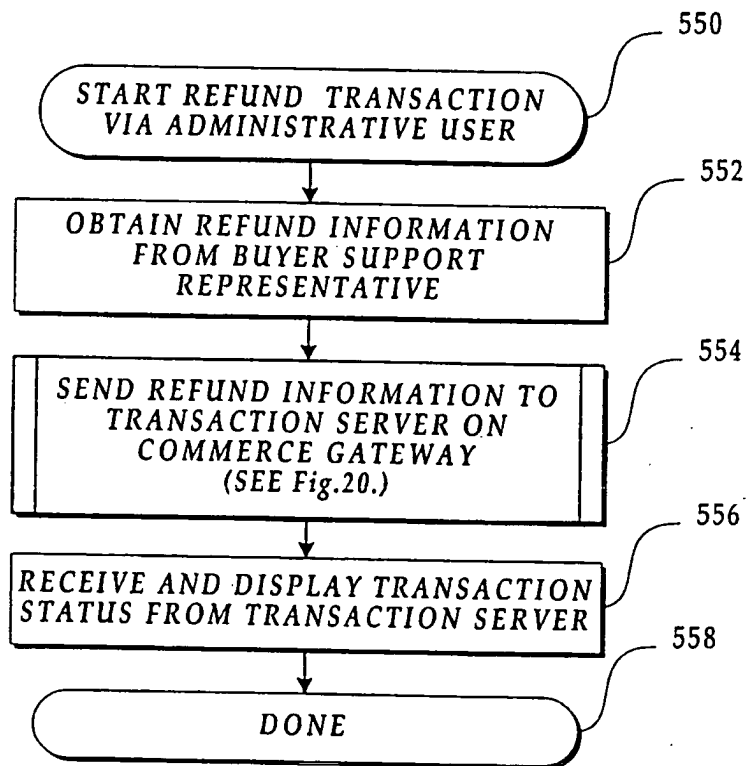 550
START REFUND TRANSACTION
VIA ADMINISTRATIVE USER
552
OBTAIN REFUND INFORMATION
FROM BUYER SUPPORT
REPRESENTATIVE
554
SEND REFUND INFORMATION TO
TRANSACTION SERVER ON
COMMERCE GATEWAY
(SEE Fig.20.)
556
RECEIVE AND DISPLAY TRANSACTION
STATUS FROM TRANSACTION SERVER
558
DONE